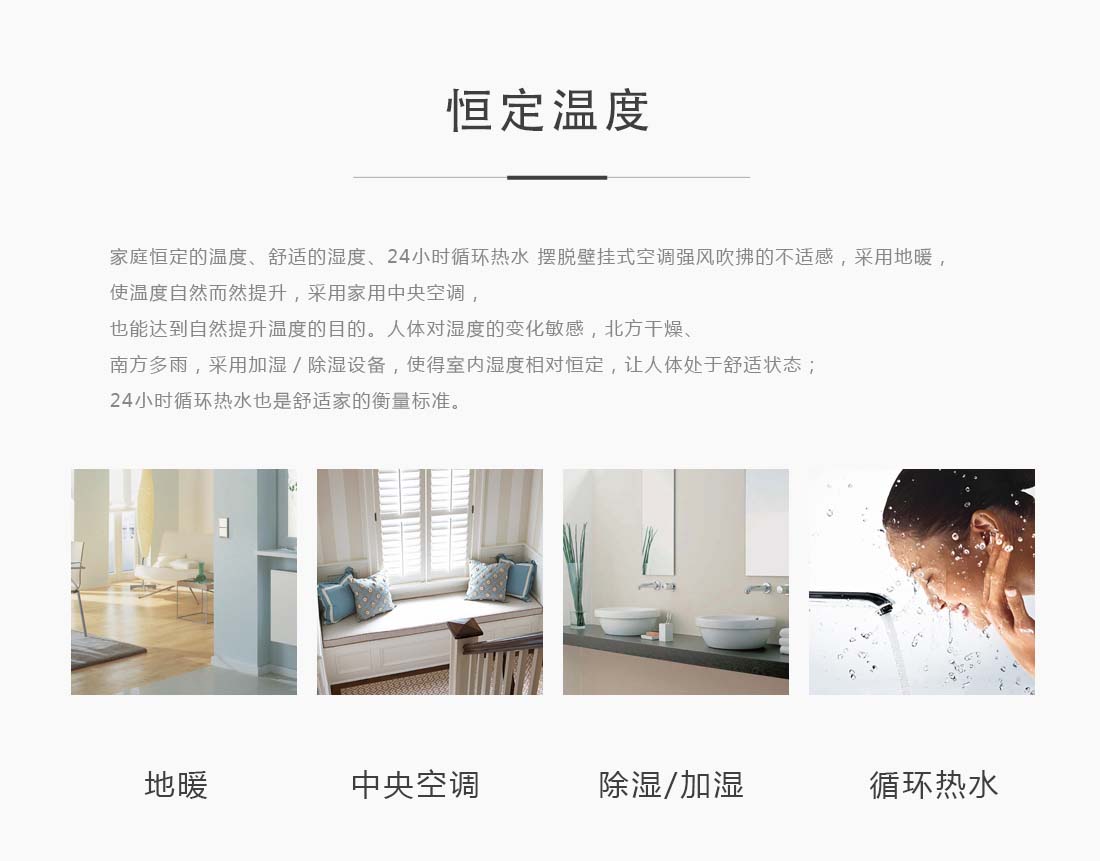 恒定温度
家庭恒定的温度、舒适的湿度、24小时循环热水 摆脱壁挂式空调强风吹拂的不适感，采用地暖，
使温度自然而然提升，采用家用中央空调，
也能达到自然提升温度的目的。人体对湿度的变化敏感，北方干燥、
南方多雨，采用加湿 / 除湿设备，使得室内湿度相对恒定，让人体处于舒适状态；
24小时循环热水也是舒适家的衡量标准。
地暖
中央空调
除湿/加湿
循环热水